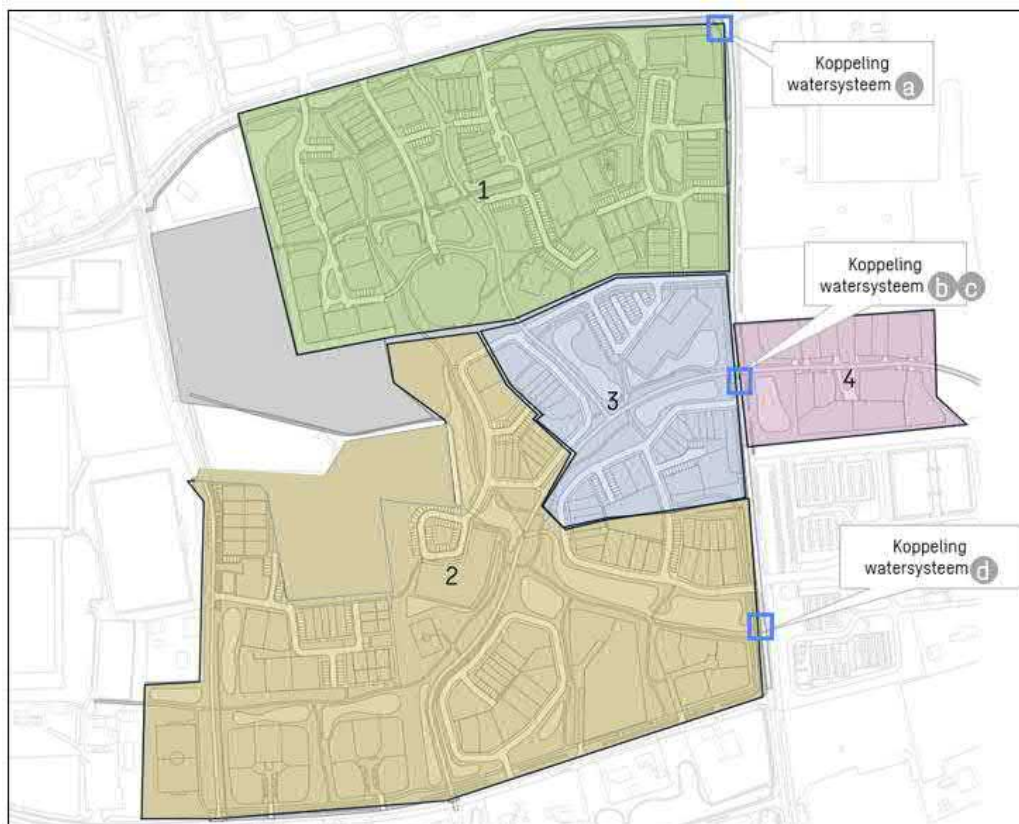 Koppeling
watersysteem a
1
Koppeling
watersysteem b c
3
4
2
Koppeling
watersysteem d